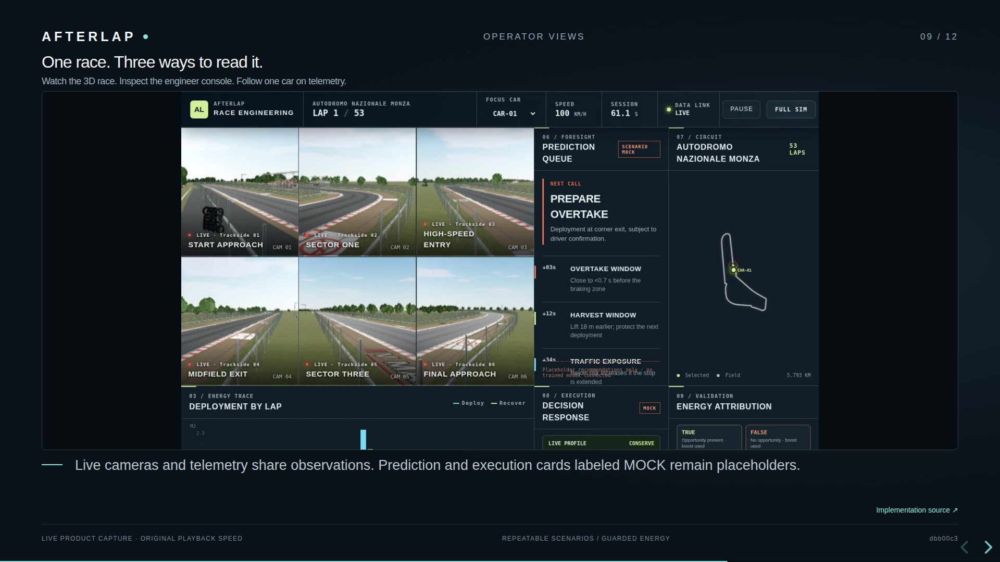 AFTERLAP
OPERATOR VIEWS
09 / 12
One race. Three ways to read it.
Watch the 3D race. Inspect the engineer console. Follow one car on telemetry.
AL
AFTERLAP
RACE ENGINEERING
AUTODROMO NAZIONALE MONZA
LAP 1 / 53
FOCUS CAR
CAR-01
SPEED
100 KM/H
SESSION
61.1 S
DATA LINK
LIVE
PAUSE
FULL SIM
LIVE · Trackside 01
START APPROACH
CAM 01
LIVE · Trackside 02
SECTOR ONE
CAM 02
LIVE · Trackside 03
HIGH-SPEED
ENTRY
CAM 03
LIVE · Trackside 04
MIDFIELD EXIT
CAM 04
LIVE · Trackside 05
SECTOR THREE
CAM 05
LIVE · Trackside 06
FINAL APPROACH
CAM 06
06 / FORESIGHT
PREDICTION
QUEUE
SCENARIO
MOCK
NEXT CALL
PREPARE
OVERTAKE
Deployment at corner exit, subject to
driver confirmation.
+03s
OVERTAKE WINDOW
Close to <0.7 s before the
braking zone
+12s
HARVEST WINDOW
Lift 18 m earlier; protect the next
deployment
+34s
TRAFFIC EXPOSURE
Rejoin risk increases if the stop
is extended
Placeholder recommendations only · no
trained model connected
07 / CIRCUIT
AUTODROMO
NAZIONALE MONZA
53
LAPS
CAR-01
Selected
Field
5.793 KM
03 / ENERGY TRACE
DEPLOYMENT BY LAP
Deploy
Recover
MJ
2.5
08 / EXECUTION
DECISION
RESPONSE
MOCK
LIVE PROFILE
CONSERVE
09 / VALIDATION
ENERGY ATTRIBUTION
TRUE
Opportunity present ·
boost used
FALSE
No opportunity · boost
used
Live cameras and telemetry share observations. Prediction and execution cards labeled MOCK remain placeholders.
Implementation source ↗
LIVE PRODUCT CAPTURE · ORIGINAL PLAYBACK SPEED
REPEATABLE SCENARIOS / GUARDED ENERGY
dbb00c3